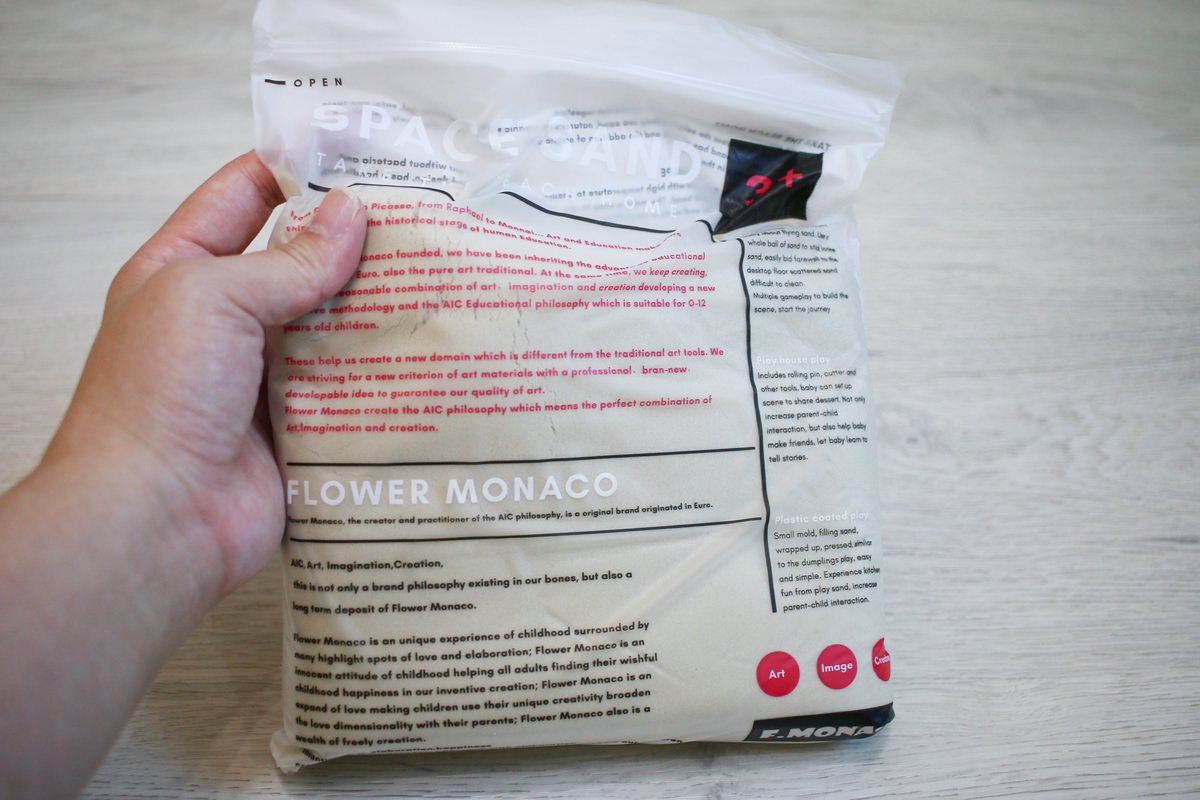 OPEN
SPACE SAND
HOME
3+
Picasso, from Raphael to Monnal... Art and Education
the historical stage of human Education.
onaco founded, we have been inheriting the educational
Euro, also the pure art traditional. At the same time, we keep creating,
easonable combination of art imagination and creation developing a new
methodology and the AIC Educational philosophy which is suitable for 0-12
years old children.
These help us create a new domain which is different from the traditional art tools. We
are striving for a new criterion of art materials with a professional bran-new
developable idea to guarantee our quality of art.
Flower Monaco create the AIC philosophy which means the perfect combination of
Art,Imagination and creation.
FLOWER MONACO
Flower Monaco, the creator and practitioner of the AIC philosophy, is a original brand originated in Euro.
AIC, Art, Imagination,Creation,
this is not only a brand philosophy existing in our bones, but also a
long term deposit of Flower Monaco.
Flower Monaco is an unique experience of childhood surrounded by
many highlight spots of love and elaboration; Flower Monaco is an
innocent attitude of childhood helping all adults finding their wishful
childhood happiness in our inventive creation; Flower Monaco is an
expand of love making children use their unique creativity broaden
the love dimensionality with their parents; Flower Monaco also is a
wealth of freely creation.
elaboration,happiness
flying sand. Use
whole ball of sand to still
sand, easily bid farewell to the
desktop floor scattered sand
difficult to clean.
Multiple gameplay to build the
scene, start the journey
Play house play
Includes rolling pin, cutter and
other tools, baby can set up
scene to share dessert. Not only
increase parent-child
interaction, but also help baby
make friends, let baby learn to
tell stories.
Plastic coated play
Small mold, filling sand,
wrapped up, pressed,similar
to the dumplings play, easy
and simple. Experience kitchen
fun from play sand, increase
parent-child interaction.
Art
Image
Creatio
F.MONAC